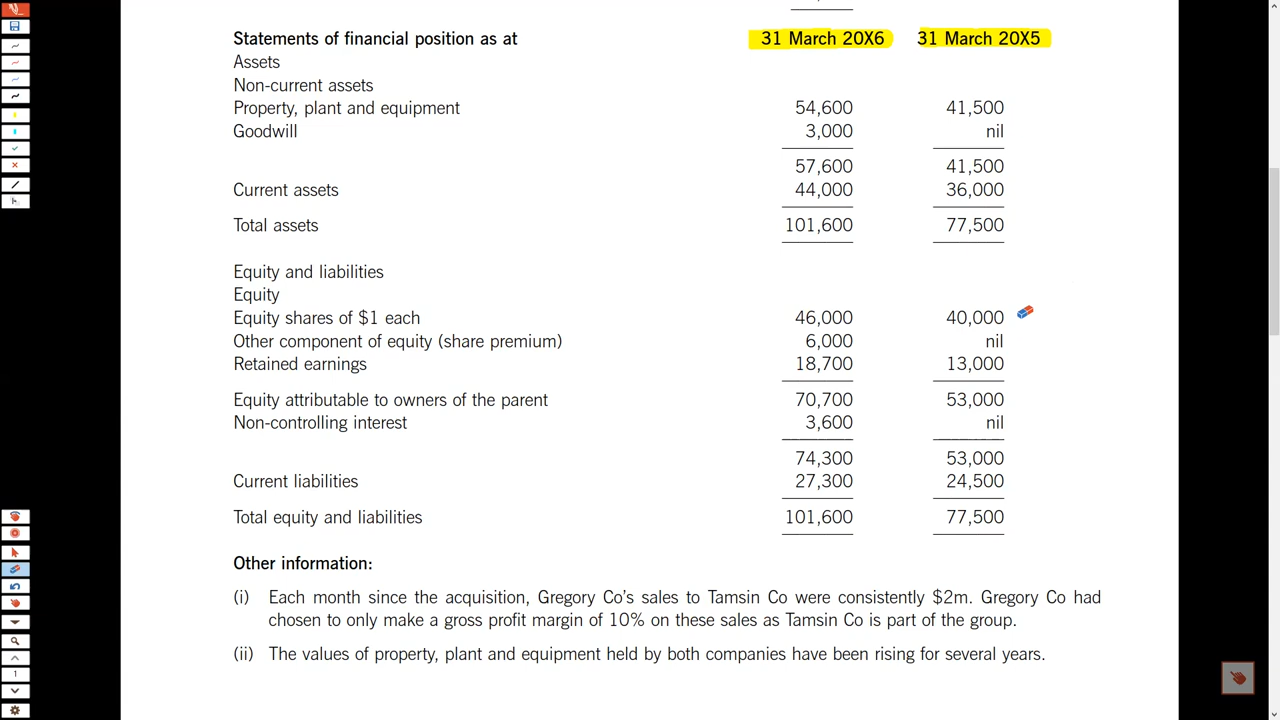 Statements of financial position as at 31 March 20X6 31 March 20X5
Assets
Non-current assets
Property, plant and equipment 54,600 41,500
Goodwill 3,000 nil
57,600 41,500
Current assets 44,000 36,000
Total assets 101,600 77,500
Equity and liabilities
Equity
Equity shares of $1 each 46,000 40,000
Other component of equity (share premium) 6,000 nil
Retained earnings 18,700 13,000
Equity attributable to owners of the parent 70,700 53,000
Non-controlling interest 3,600 nil
74,300 53,000
Current liabilities 27,300 24,500
Total equity and liabilities 101,600 77,500
Other information:
(i) Each month since the acquisition, Gregory Co's sales to Tamsin Co were consistently $2m. Gregory Co had
chosen to only make a gross profit margin of 10% on these sales as Tamsin Co is part of the group.
(ii) The values of property, plant and equipment held by both companies have been rising for several years.
1